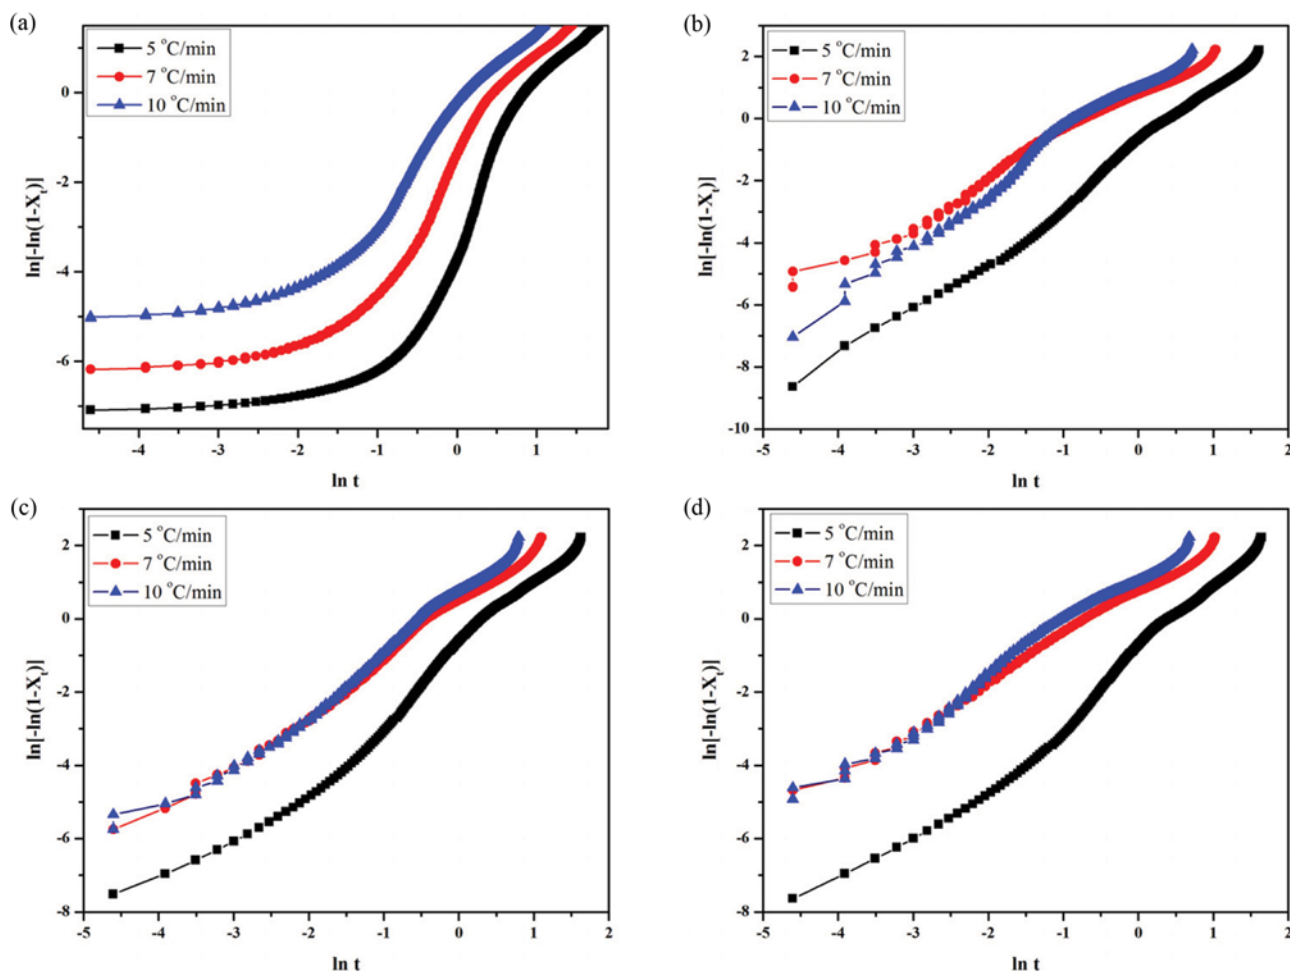 (a)
5 °C/min
7 °C/min
10 °C/min
ln[-ln(1-Xₜ)]
0
-2
-4
-6
-4
-3
-2
-1
0
1
ln t
(b)
5 °C/min
7 °C/min
10 °C/min
ln[-ln(1-Xₜ)]
2
0
-2
-4
-6
-8
-10
-5
-4
-3
-2
-1
0
1
2
ln t
(c)
5 °C/min
7 °C/min
10 °C/min
ln[-ln(1-Xₜ)]
2
0
-2
-4
-6
-8
-5
-4
-3
-2
-1
0
1
2
ln t
(d)
5 °C/min
7 °C/min
10 °C/min
ln[-ln(1-Xₜ)]
2
0
-2
-4
-6
-8
-5
-4
-3
-2
-1
0
1
2
ln t